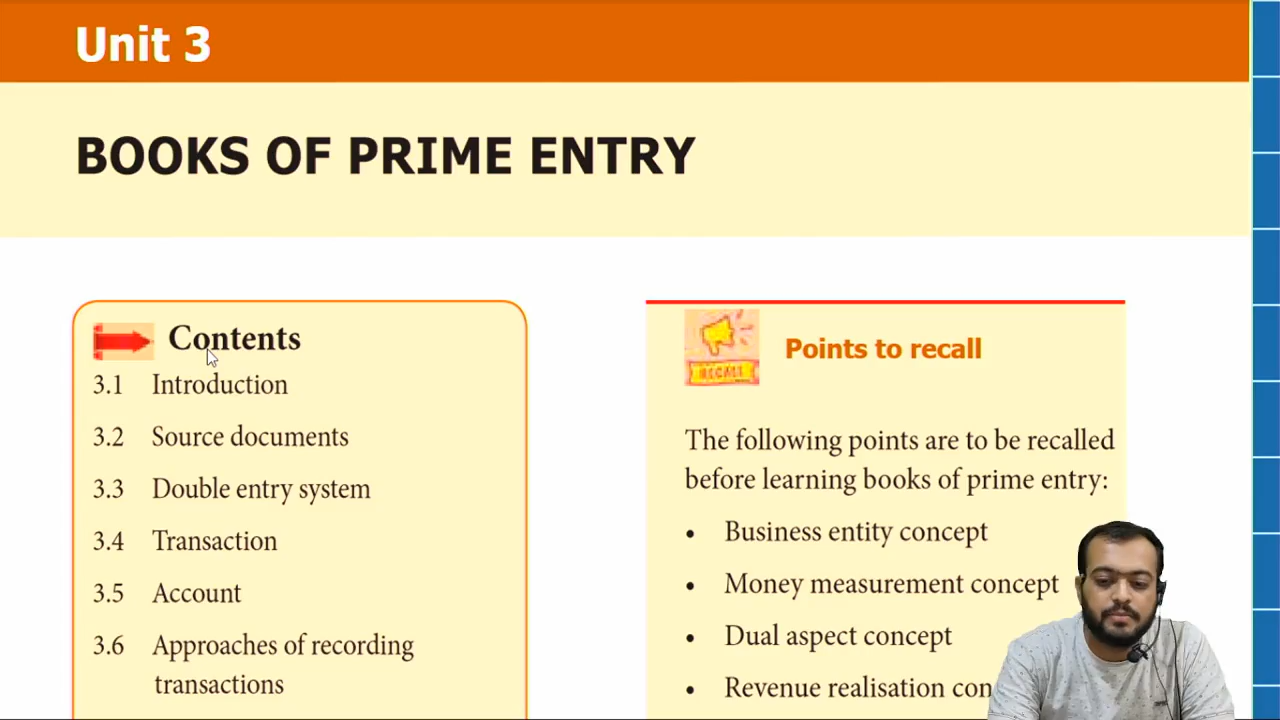 Unit 3
BOOKS OF PRIME ENTRY
Contents
3.1 Introduction
3.2 Source documents
3.3 Double entry system
3.4 Transaction
3.5 Account
3.6 Approaches of recording
transactions
RECALL
Points to recall
The following points are to be recalled
before learning books of prime entry:
• Business entity concept
• Money measurement concept
• Dual aspect concept
• Revenue realisation con